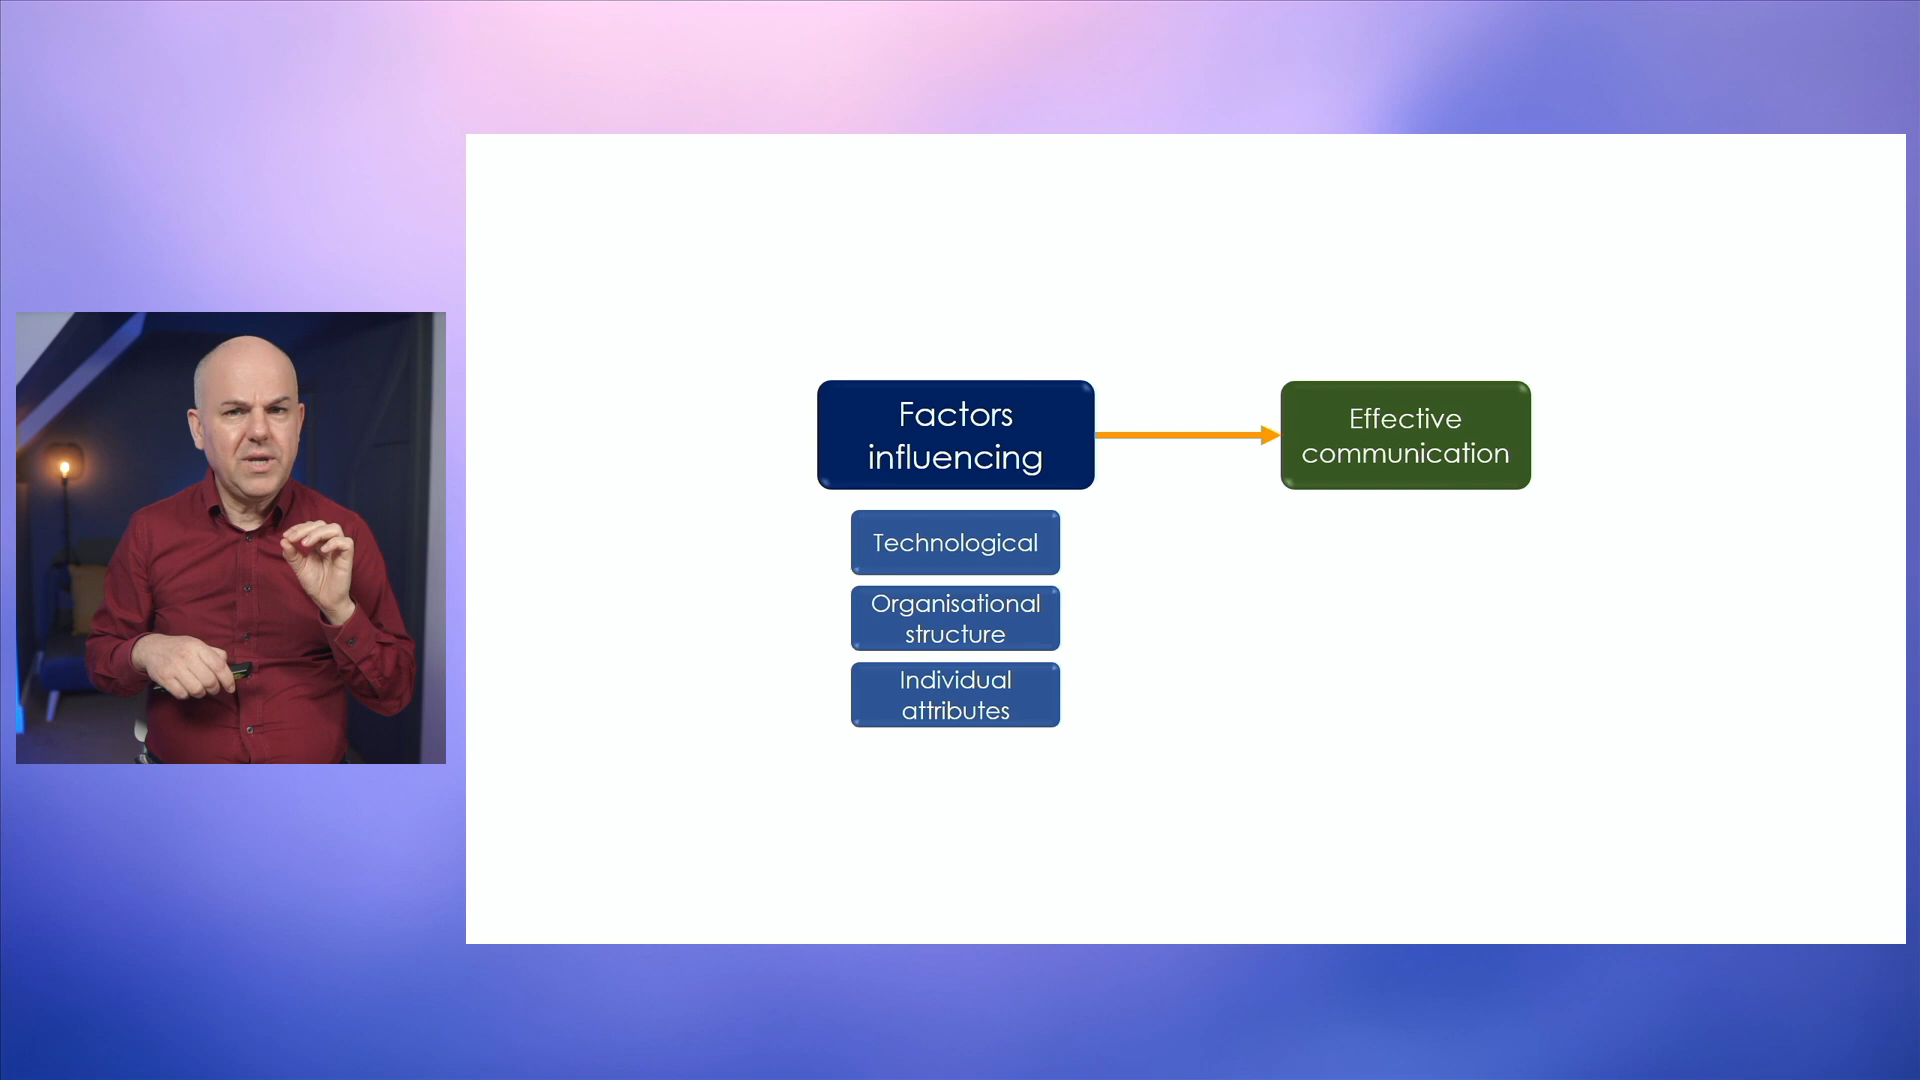 Factors
influencing
Effective
communication
Technological
Organisational
structure
Individual
attributes